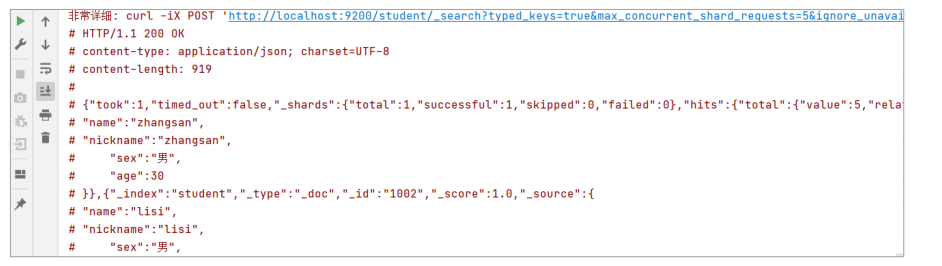 非常详细: curl -iX POST 'http://localhost:9200/student/_search?typed_keys=true&max_concurrent_shard_requests=5&ignore_unavai
# HTTP/1.1 200 OK
# content-type: application/json; charset=UTF-8
# content-length: 919
#
# {"took":1,"timed_out":false,"_shards":{"total":1,"successful":1,"skipped":0,"failed":0},"hits":{"total":{"value":5,"rela
# "name":"zhangsan",
# "nickname":"zhangsan",
#     "sex":"男",
#     "age":30
# }},{"_index":"student","_type":"_doc","_id":"1002","_score":1.0,"_source":{
# "name":"lisi",
# "nickname":"lisi",
#     "sex":"男",